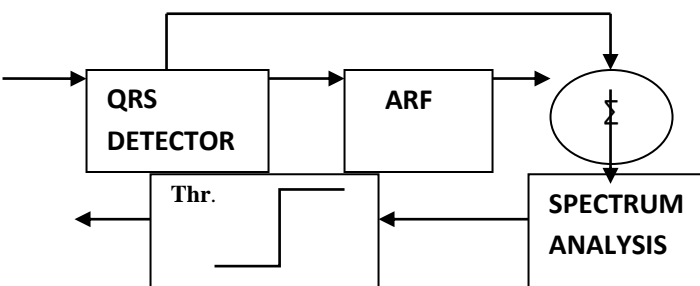 QRS
DETECTOR
ARF
Σ
Thr.
SPECTRUM
ANALYSIS